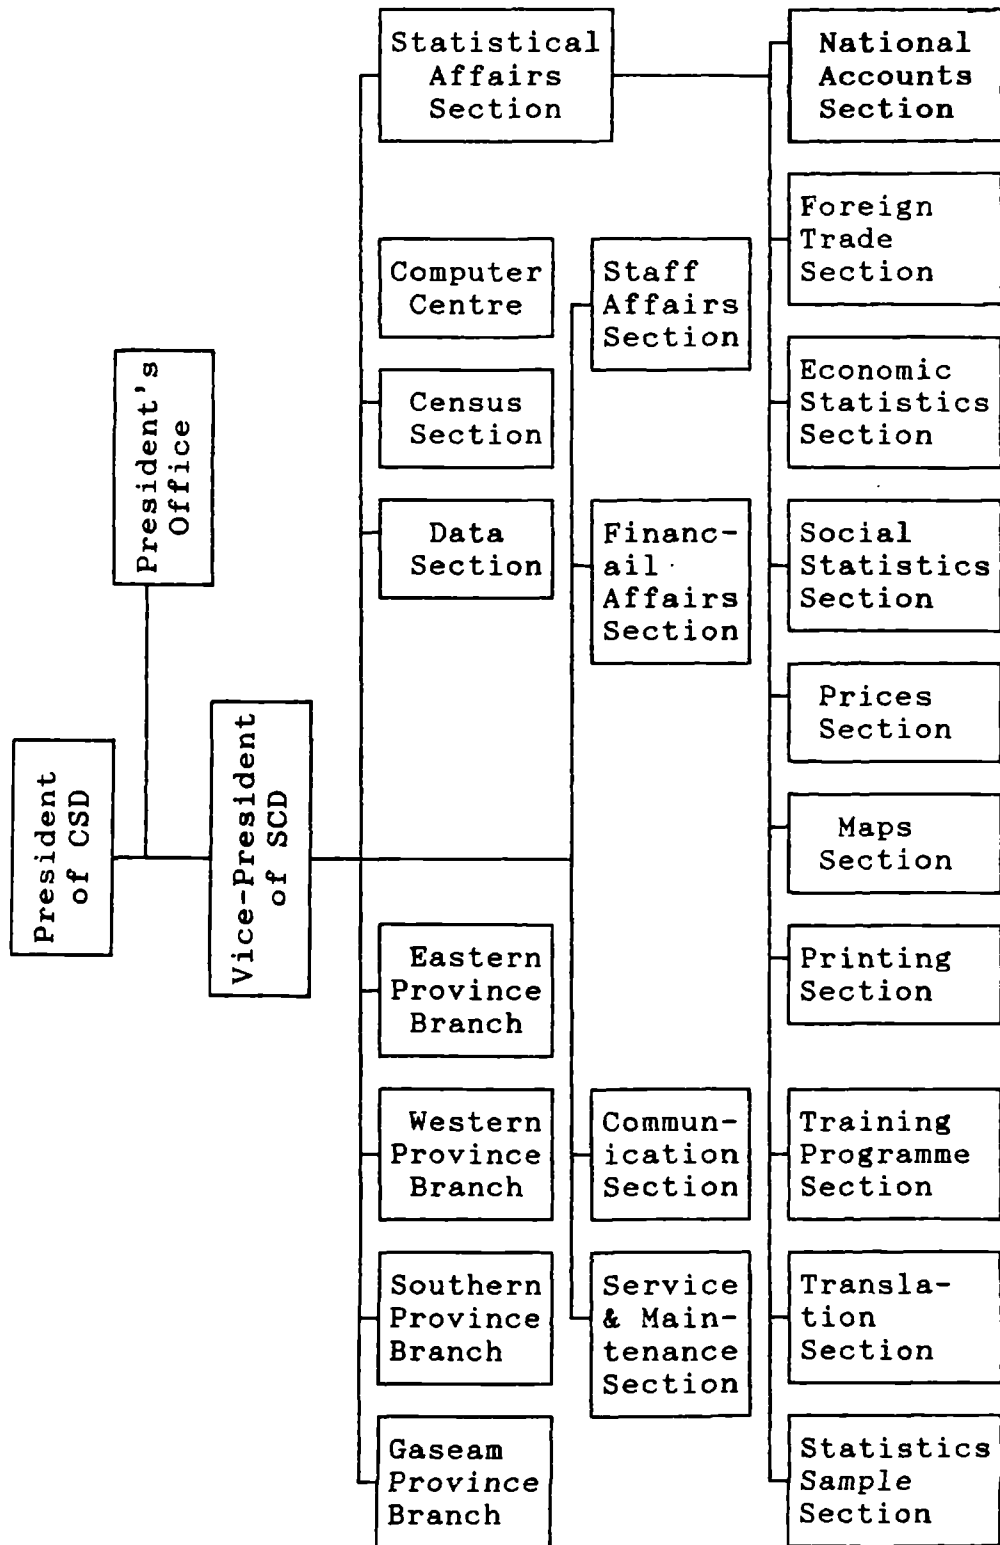 President
of CSD
President's
Office
Vice-President
of SCD
Statistical
Affairs
Section
Computer
Centre
Census
Section
Data
Section
Eastern
Province
Branch
Western
Province
Branch
Southern
Province
Branch
Gaseam
Province
Branch
Staff
Affairs
Section
Financ-
ail
Affairs
Section
Commun-
ication
Section
Service
& Main-
tenance
Section
National
Accounts
Section
Foreign
Trade
Section
Economic
Statistics
Section
Social
Statistics
Section
Prices
Section
Maps
Section
Printing
Section
Training
Programme
Section
Transla-
tion
Section
Statistics
Sample
Section